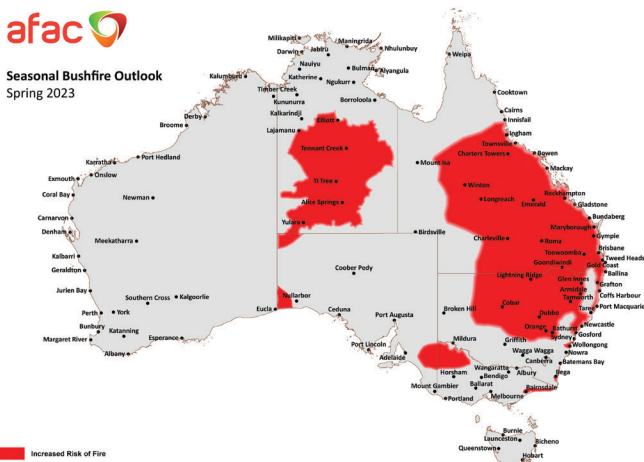 afac
Seasonal Bushfire Outlook
Spring 2023
Milikapiti
Maningrida
Darwin
Jabiru
Nhulunbuy
Nauiyu
Bulman
Alyangula
Weipa
Kalumburu
Katherine
Ngukurr
Timber Creek
Kununurra
Borroloola
Cooktown
Kalkarindji
Cairns
Derby
Innisfail
Broome
Lajamanu
Elliott
Ingham
Townsville
Tennant Creek
Charters Towers
Bowen
Port Hedland
Karratha
Mount Isa
Mackay
Onslow
Exmouth
Ti Tree
Winton
Coral Bay
Newman
Longreach
Rockhampton
Emerald
Gladstone
Alice Springs
Carnarvon
Yulara
Bundaberg
Denham
Birdsville
Maryborough
Gympie
Meekatharra
Charleville
Roma
Brisbane
Kalbarri
Toowoomba
Tweed Heads
Geraldton
Coober Pedy
Goondiwindi
Gold Coast
Ballina
Lightning Ridge
Glen Innes
Grafton
Jurien Bay
Southern Cross
Kalgoorlie
Nullarbor
Armidale
Coffs Harbour
Tamworth
Eucla
Cobar
Port Macquarie
Perth
York
Ceduna
Broken Hill
Taree
Dubbo
Bunbury
Port Augusta
Newcastle
Orange
Bathurst
Gosford
Katanning
Esperance
Sydney
Margaret River
Mildura
Griffith
Wollongong
Port Lincoln
Adelaide
Wagga Wagga
Nowra
Albany
Canberra
Batemans Bay
Wangaratta
Albury
Horsham
Bendigo
Bega
Mount Gambier
Ballarat
Bairnsdale
Melbourne
Portland
Burnie
Launceston
Bicheno
Queenstown
Hobart
Increased Risk of Fire